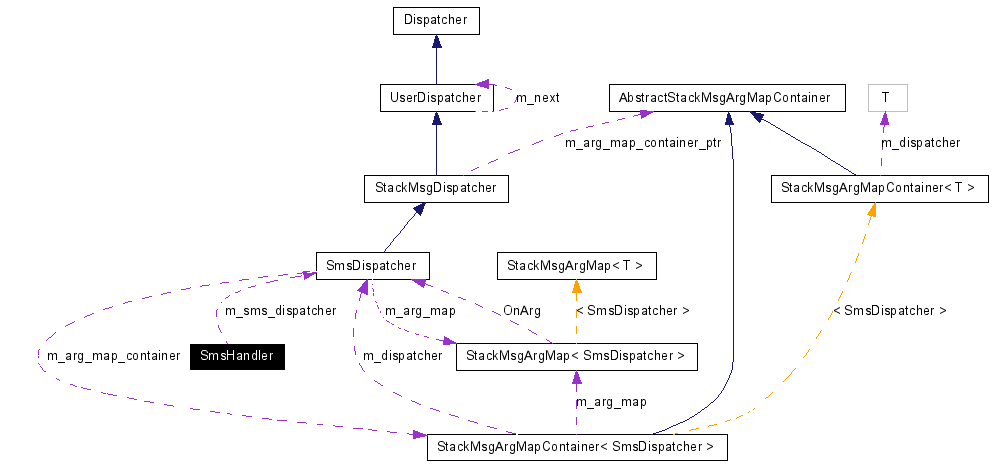 Dispatcher
UserDispatcher
m_next
AbstractStackMsgArgMapContainer
T
m_arg_map_container_ptr
m_dispatcher
StackMsgDispatcher
StackMsgArgMapContainer< T >
SmsDispatcher
StackMsgArgMap< T >
m_sms_dispatcher
m_arg_map
OnArg
< SmsDispatcher >
< SmsDispatcher >
m_arg_map_container
SmsHandler
m_dispatcher
StackMsgArgMap< SmsDispatcher >
m_arg_map
StackMsgArgMapContainer< SmsDispatcher >